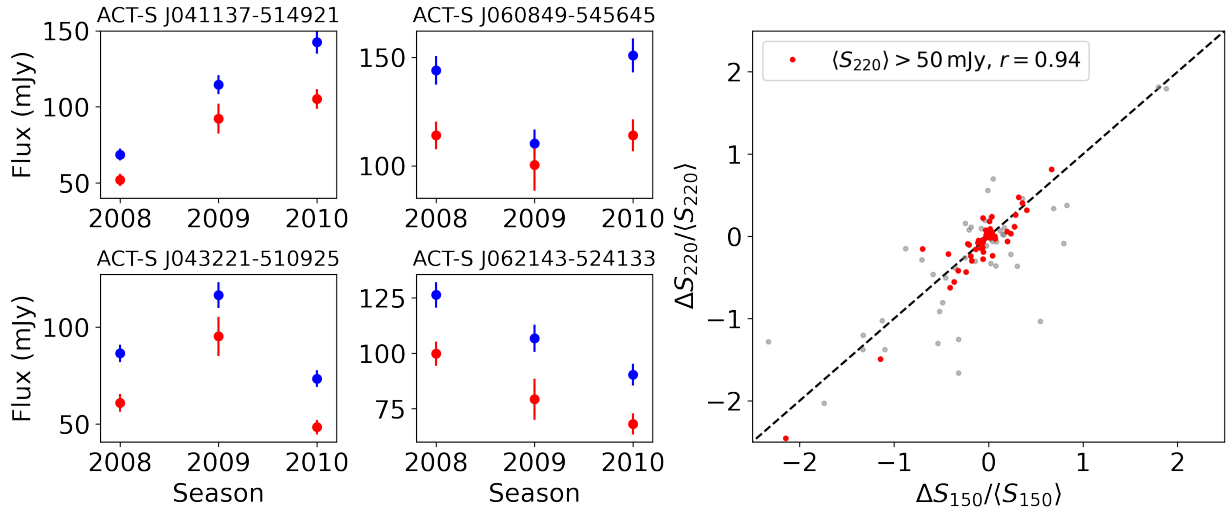 ACT-S J041137-514921
150
100
50
Flux (mJy)
2008 2009 2010
ACT-S J060849-545645
150
100
2008 2009 2010
ACT-S J043221-510925
100
50
Flux (mJy)
2008 2009 2010
Season
ACT-S J062143-524133
125
100
75
2008 2009 2010
Season
⟨S₂₂₀⟩ > 50 mJy, r = 0.94
2
1
0
−1
−2
ΔS₂₂₀/⟨S₂₂₀⟩
−2 −1 0 1 2
ΔS₁₅₀/⟨S₁₅₀⟩